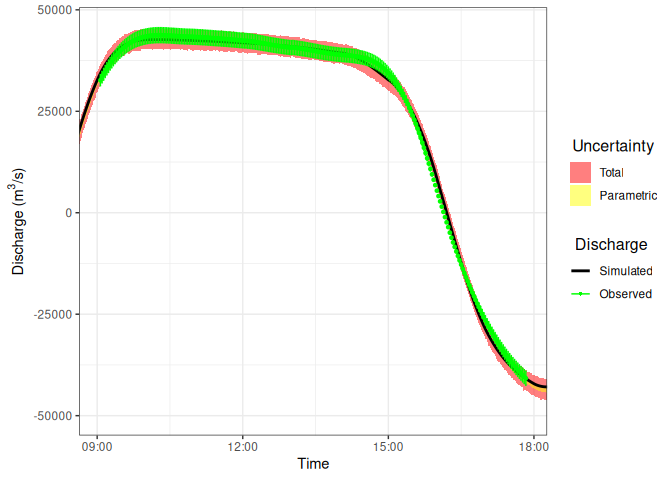 50000
25000
0
-25000
-50000
Discharge (m³/s)
09:00 12:00 15:00 18:00
Time
Uncertainty
Total
Parametric
Discharge
Simulated
Observed